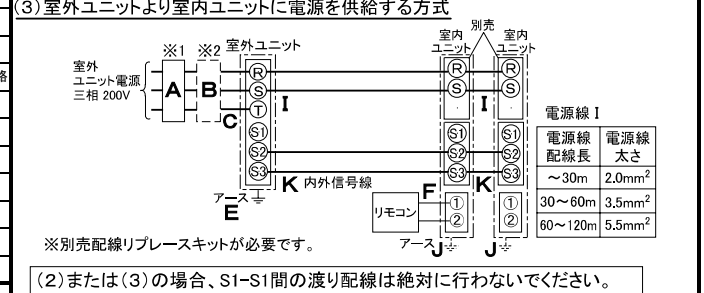 (3)室外ユニットより室内ユニットに電源を供給する方式
別売
※1 ※2 室外ユニット
室内
ユニット
室内
ユニット
室外
ユニット電源
三相 200V
A
B
C
R
S
T
I
S1
S2
S3
R
S
S1
S2
S3
I
R
S
S1
S2
S3
K 内外信号線
F
K
アース
E
リモコン
①
②
①
②
アース
J
J
電源線 I
電源線
配線長
電源線
太さ
～30m 2.0mm²
30～60m 3.5mm²
60～120m 5.5mm²
※別売配線リプレースキットが必要です。
(2)または(3)の場合、S1-S1間の渡り配線は絶対に行わないでください。